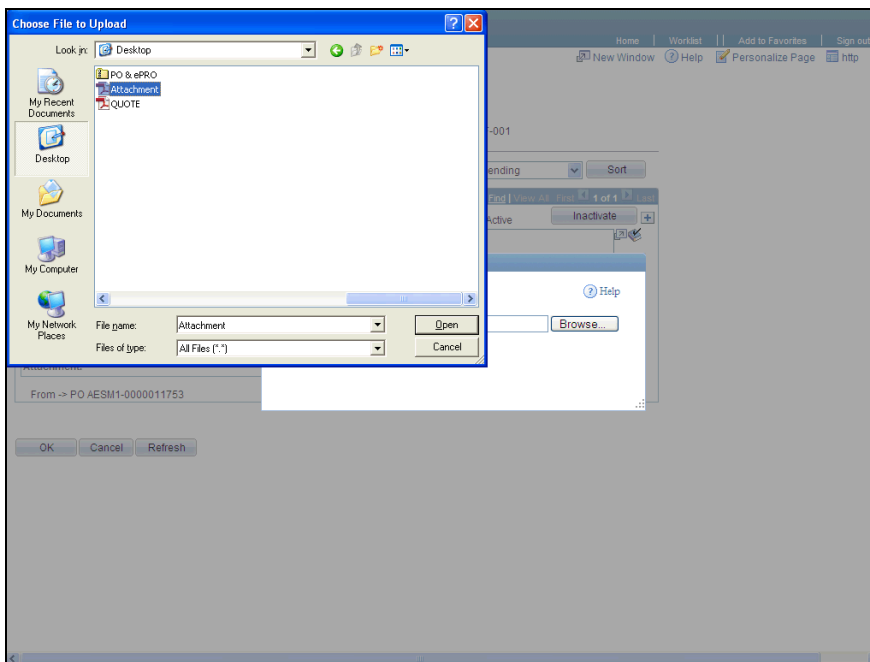 Choose File to Upload
Look in: Desktop
PO & ePRO
Attachment
QUOTE
My Recent
Documents
Desktop
My Documents
My Computer
My Network
Places
File name: Attachment Open
Files of type: All Files (*.*) Cancel
Home | Worklist | | Add to Favorites | Sign out
New Window Help Personalize Page http
-001
ending Sort
Find | View All First 1 of 1 Last
Active Inactivate
Help
Browse...
Attachment:
From -> PO AESM1-0000011753
OK Cancel Refresh